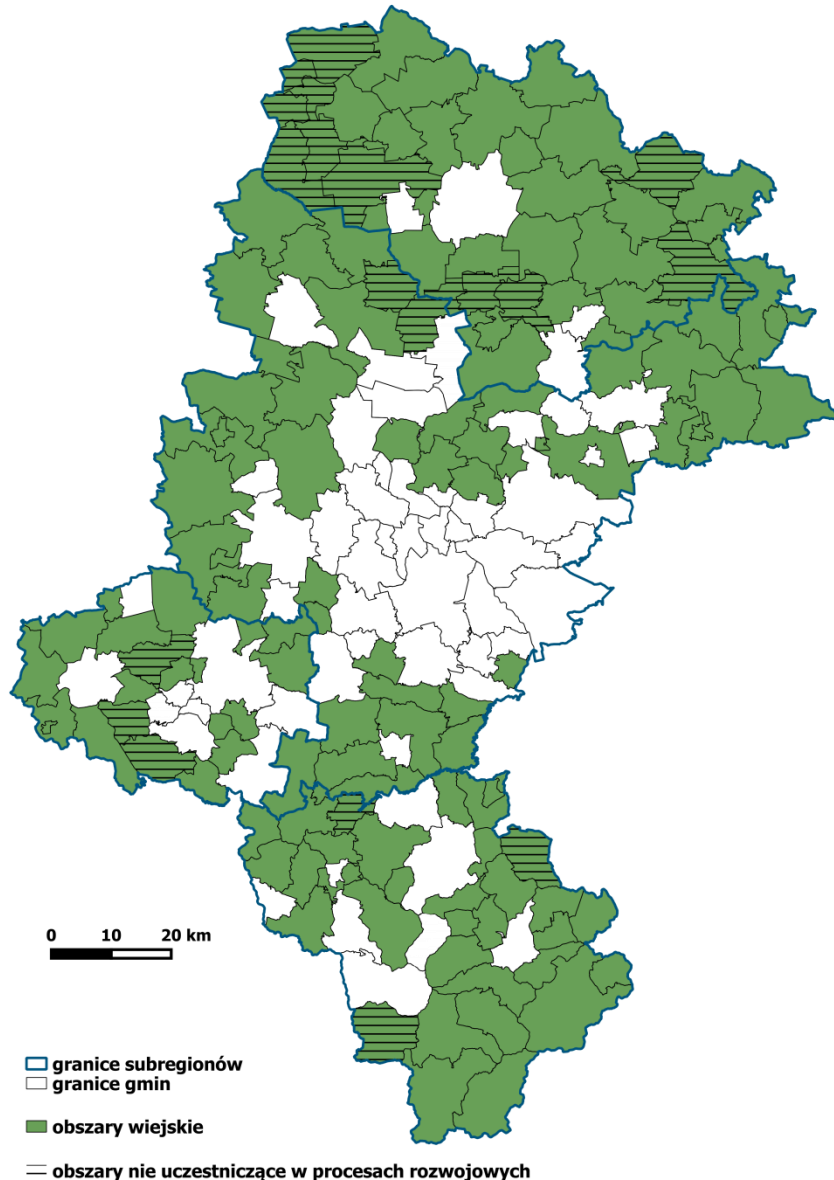 0 10 20 km
granice subregionów
granice gmin
obszary wiejskie
obszary nie uczestniczące w procesach rozwojowych